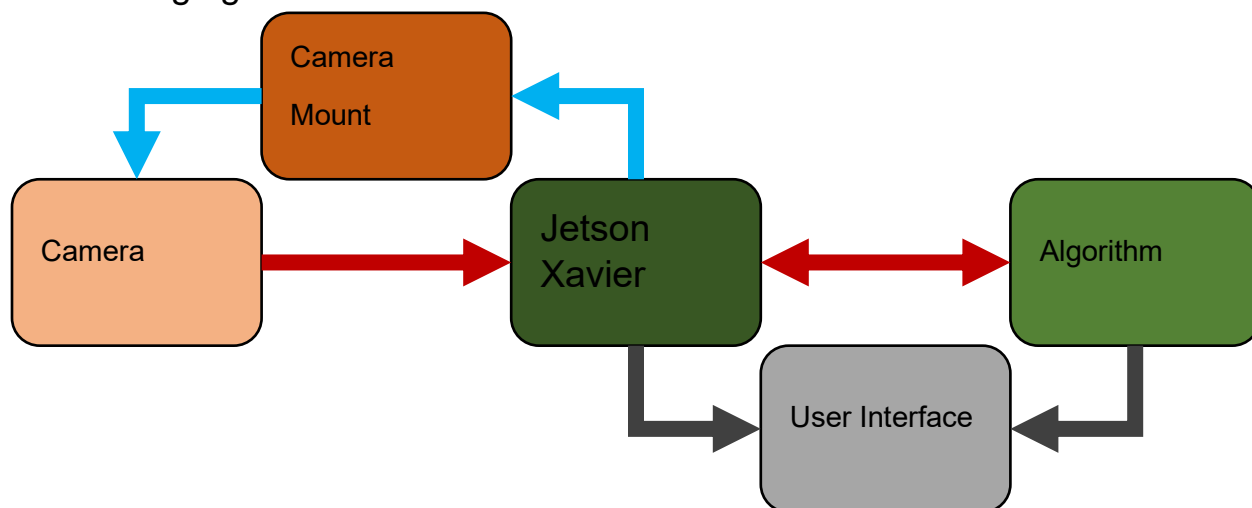 Camera
Mount
Camera
Jetson
Xavier
Algorithm
User Interface